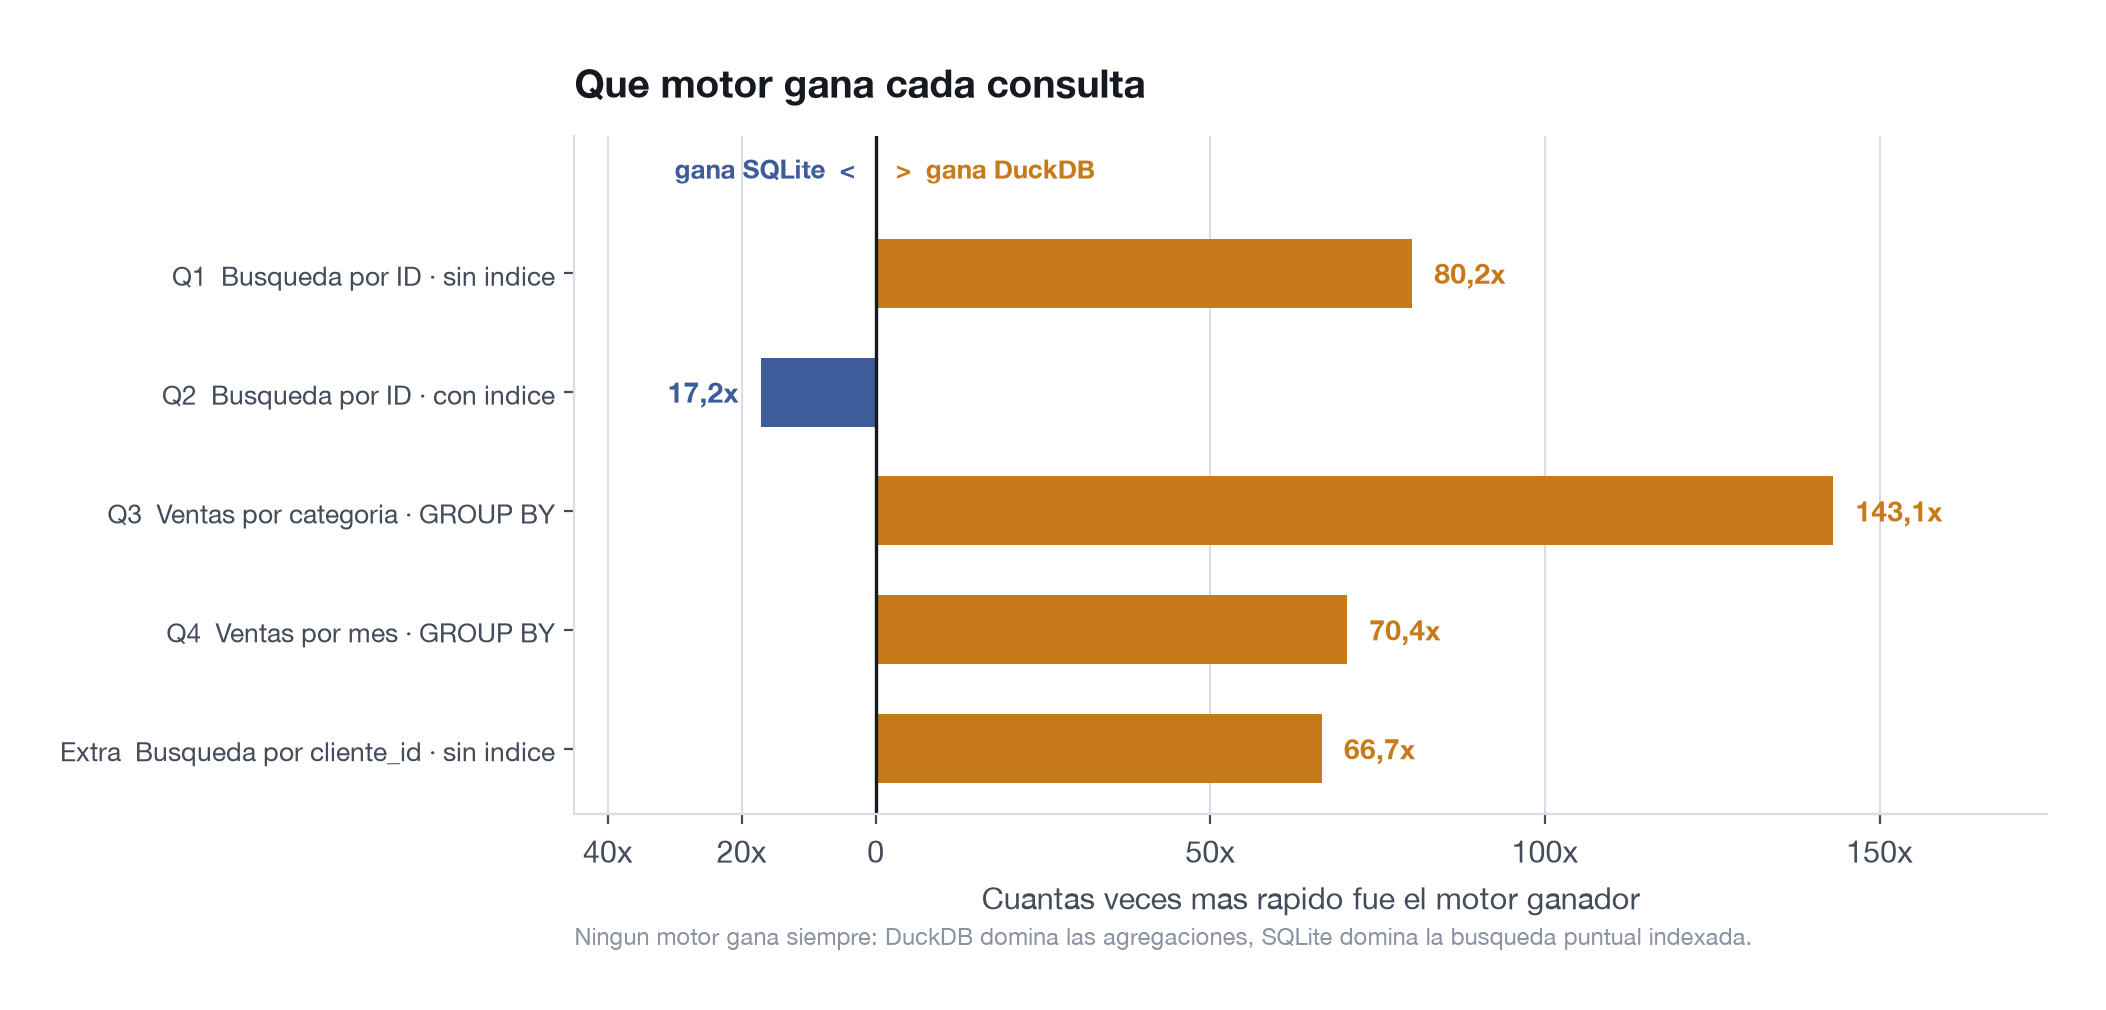 Que motor gana cada consulta
gana SQLite < > gana DuckDB
Q1 Busqueda por ID · sin indice 80,2x
Q2 Busqueda por ID · con indice 17,2x
Q3 Ventas por categoria · GROUP BY 143,1x
Q4 Ventas por mes · GROUP BY 70,4x
Extra Busqueda por cliente_id · sin indice 66,7x
40x 20x 0 50x 100x 150x
Cuantas veces mas rapido fue el motor ganador
Ningun motor gana siempre: DuckDB domina las agregaciones, SQLite domina la busqueda puntual indexada.